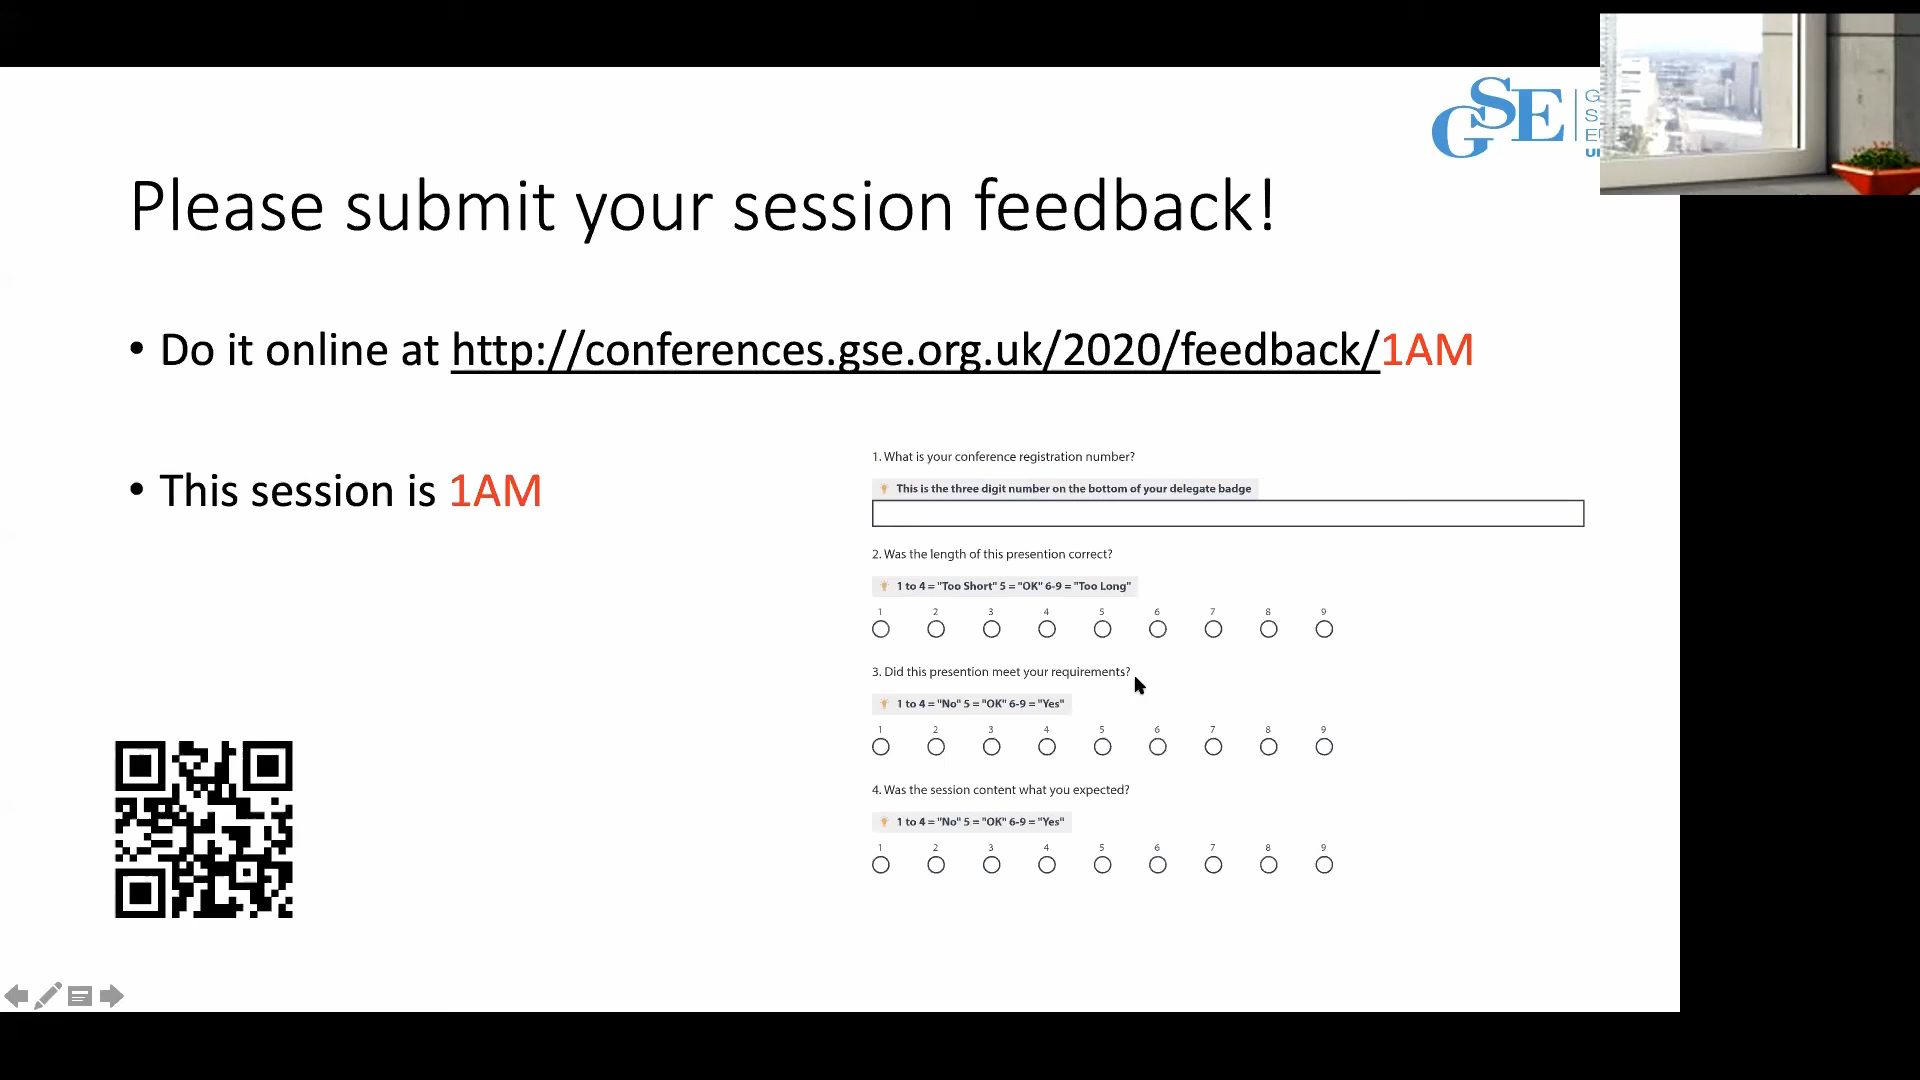 GSE
Please submit your session feedback!
• Do it online at http://conferences.gse.org.uk/2020/feedback/1AM
• This session is 1AM
1. What is your conference registration number?
This is the three digit number on the bottom of your delegate badge
2. Was the length of this presention correct?
1 to 4 = "Too Short" 5 = "OK" 6-9 = "Too Long"
1 2 3 4 5 6 7 8 9
3. Did this presention meet your requirements?
1 to 4 = "No" 5 = "OK" 6-9 = "Yes"
1 2 3 4 5 6 7 8 9
4. Was the session content what you expected?
1 to 4 = "No" 5 = "OK" 6-9 = "Yes"
1 2 3 4 5 6 7 8 9